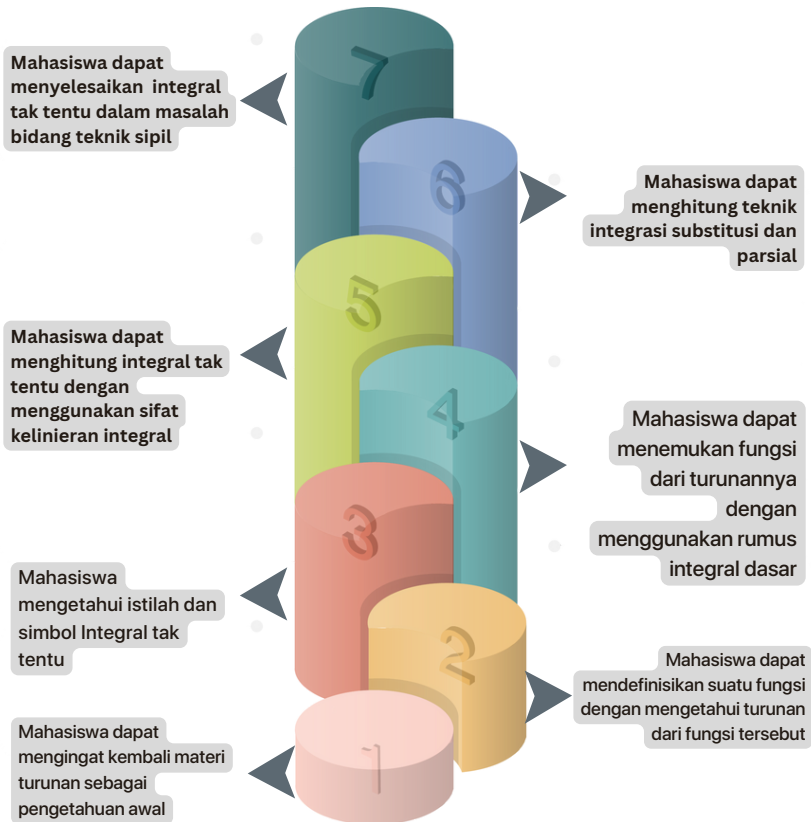 7
Mahasiswa dapat
menyelesaikan integral
tak tentu dalam masalah
bidang teknik sipil
6
Mahasiswa dapat
menghitung teknik
integrasi substitusi dan
parsial
5
Mahasiswa dapat
menghitung integral tak
tentu dengan
menggunakan sifat
kelinieran integral
4
Mahasiswa dapat
menemukan fungsi
dari turunannya
dengan
menggunakan rumus
integral dasar
3
Mahasiswa
mengetahui istilah dan
simbol Integral tak
tentu
2
Mahasiswa dapat
mendefinisikan suatu fungsi
dengan mengetahui turunan
dari fungsi tersebut
1
Mahasiswa dapat
mengingat kembali materi
turunan sebagai
pengetahuan awal